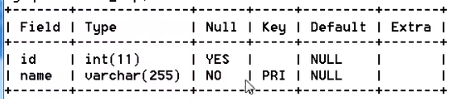 +-------+--------------+------+-----+---------+-------+
| Field | Type         | Null | Key | Default | Extra |
+-------+--------------+------+-----+---------+-------+
| id    | int(11)      | YES  |     | NULL    |       |
| name  | varchar(255) | NO   | PRI | NULL    |       |
+-------+--------------+------+-----+---------+-------+